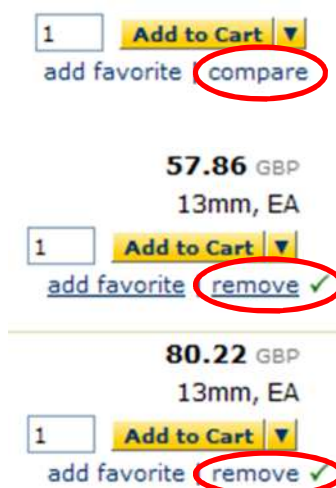 1 Add to Cart ▼
add favorite | compare
57.86 GBP
13mm, EA
1 Add to Cart ▼
add favorite | remove ✓
80.22 GBP
13mm, EA
1 Add to Cart ▼
add favorite | remove ✓